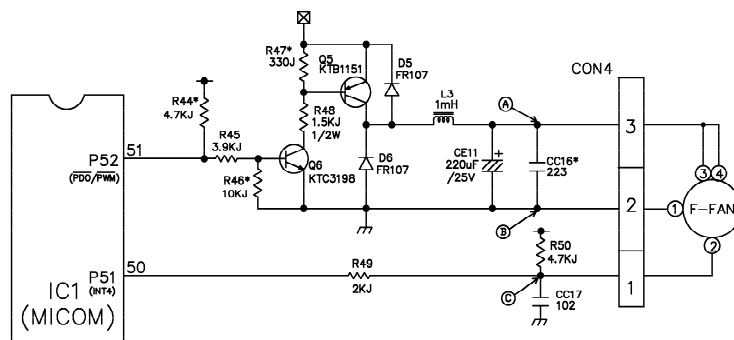 R47*
330J
Q5
KTB1151
D5
FR107
CON4
R44*
4.7KJ
R48
1.5KJ
1/2W
L3
1mH
A
3
51
P52
(PDO/PWM)
R45
3.9KJ
R46*
10KJ
Q6
KTC3198
D6
FR107
CE11
220uF
/25V
+
CC16*
223
3
4
F-FAN
1
2
2
B
50
P51
(INT4)
R49
2KJ
R50
4.7KJ
C
CC17
102
1
IC1
(MICOM)